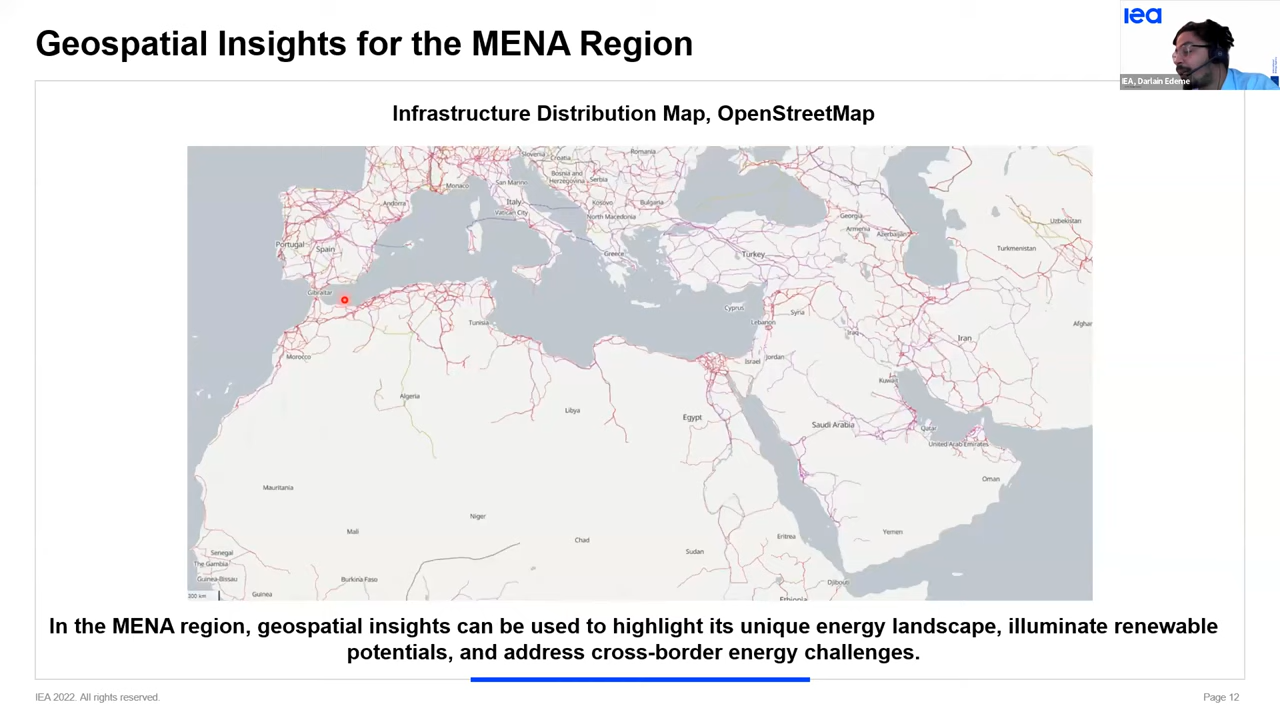 Geospatial Insights for the MENA Region
iea
IEA, Darlain Edeme
Infrastructure Distribution Map, OpenStreetMap
Slovenia
Croatia
Romania
Bosnia and
Herzegovina
Serbia
Monaco
San Marino
Andorra
Italy
Kosovo
Bulgaria
Vatican City
North Macedonia
Georgia
Uzbekistan
Armenia
Azerbaijan
Portugal
Spain
Greece
Turkey
Turkmenistan
Gibraltar
Cyprus
Syria
Tunisia
Lebanon
Iraq
Iran
Afghan
Morocco
Israel
Jordan
Kuwait
Algeria
Libya
Egypt
Saudi Arabia
Qatar
United Arab Emirates
Oman
Mauritania
Niger
Mali
Chad
Yemen
Eritrea
Senegal
Sudan
The Gambia
Guinea-Bissau
Burkina Faso
Djibouti
Guinea
Ethiopia
300 km
In the MENA region, geospatial insights can be used to highlight its unique energy landscape, illuminate renewable
potentials, and address cross-border energy challenges.
IEA 2022. All rights reserved.
Page 12